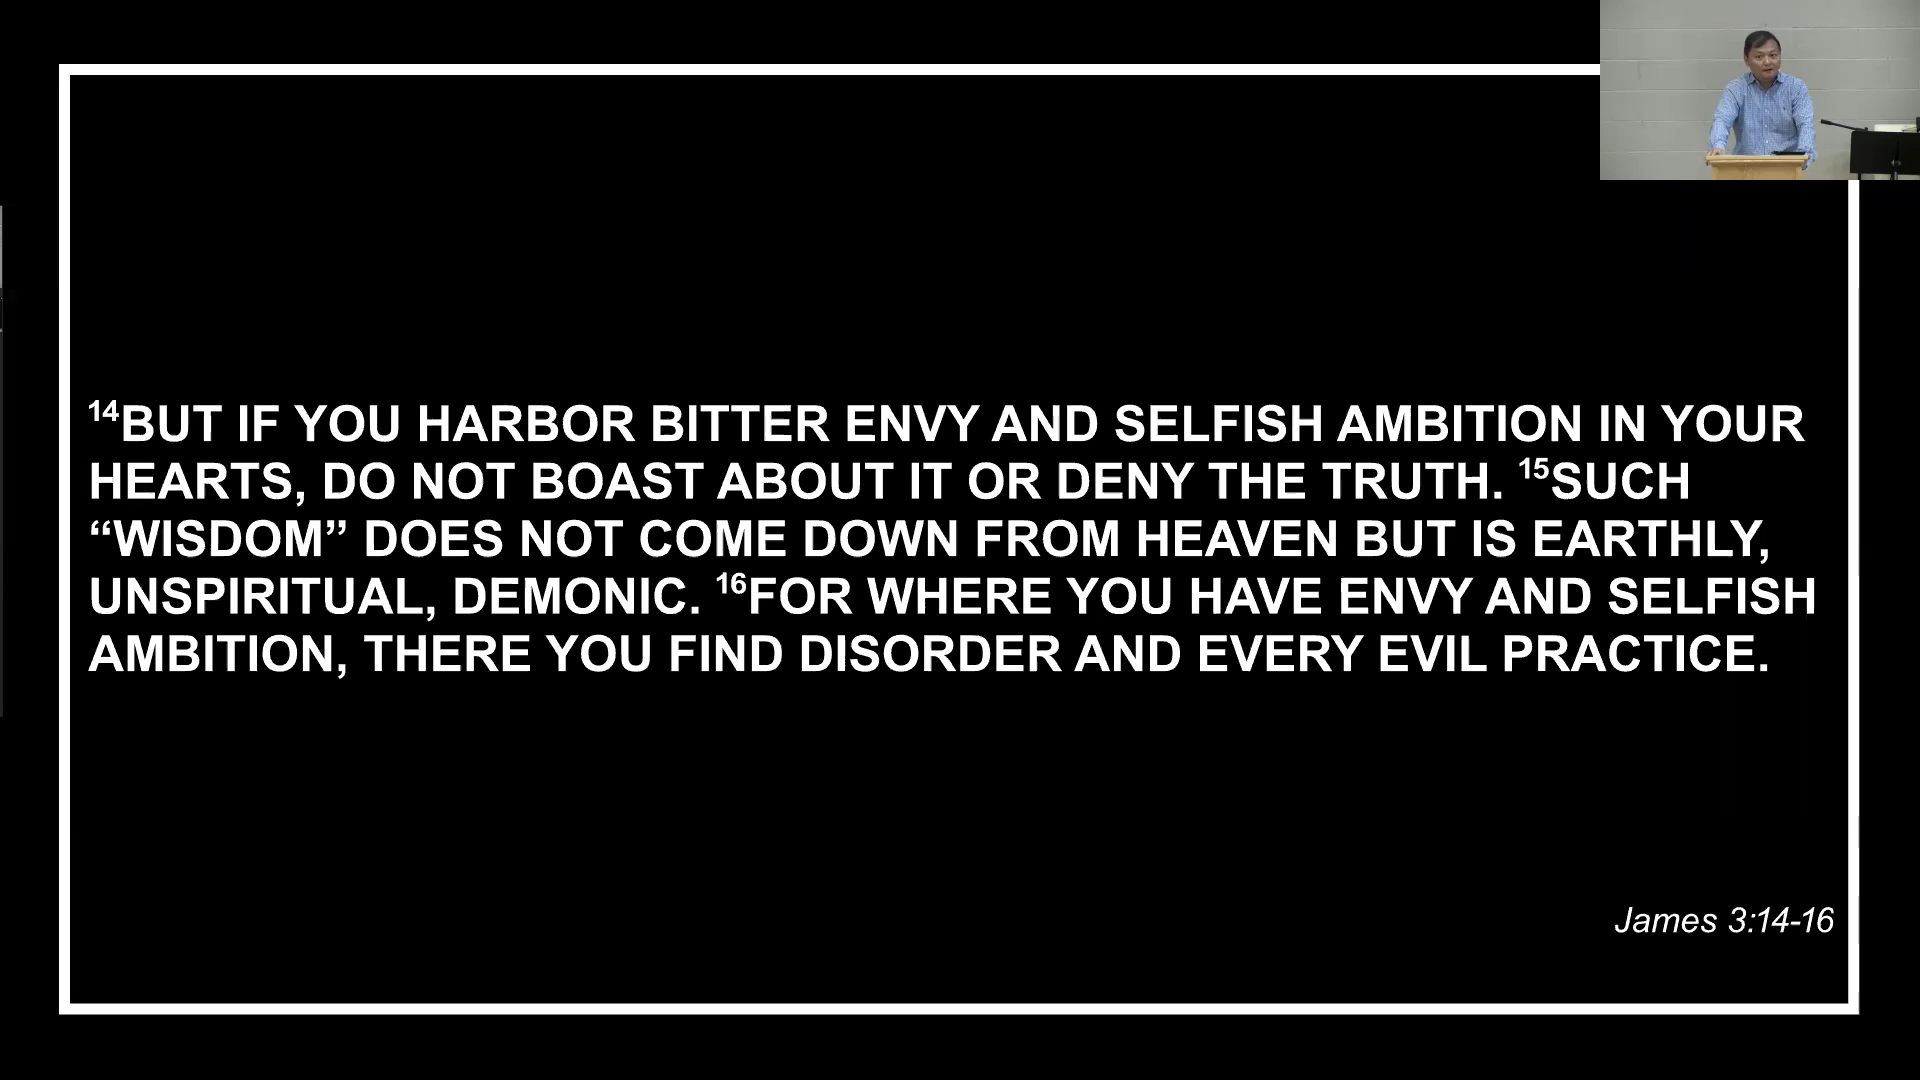 14BUT IF YOU HARBOR BITTER ENVY AND SELFISH AMBITION IN YOUR
HEARTS, DO NOT BOAST ABOUT IT OR DENY THE TRUTH. 15SUCH
“WISDOM” DOES NOT COME DOWN FROM HEAVEN BUT IS EARTHLY,
UNSPIRITUAL, DEMONIC. 16FOR WHERE YOU HAVE ENVY AND SELFISH
AMBITION, THERE YOU FIND DISORDER AND EVERY EVIL PRACTICE.
James 3:14-16